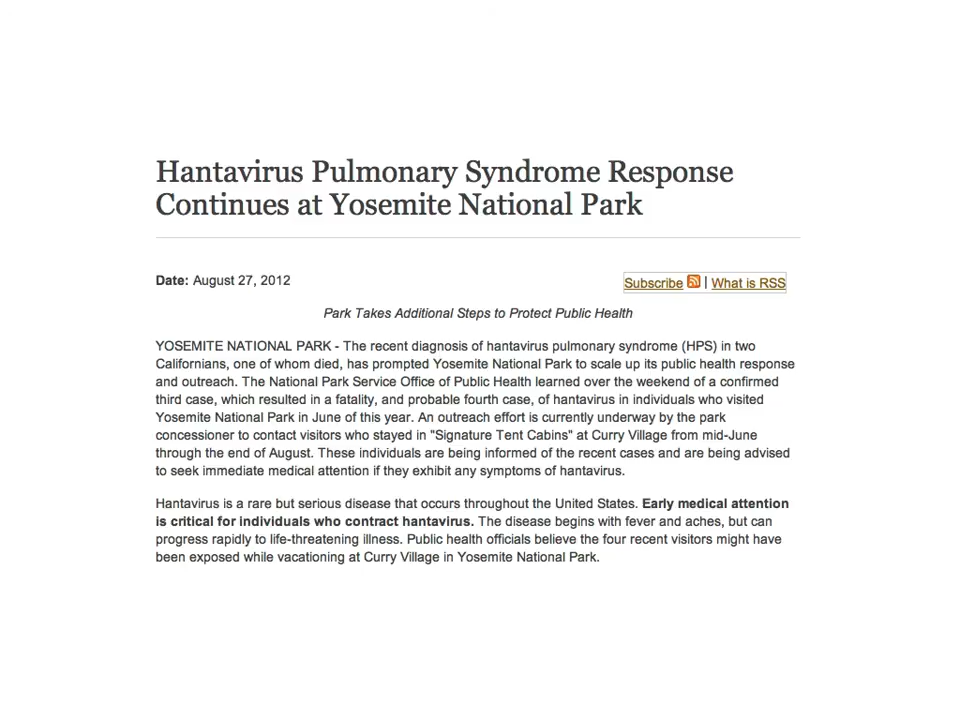 Hantavirus Pulmonary Syndrome Response
Continues at Yosemite National Park
Date: August 27, 2012
Subscribe | What is RSS
Park Takes Additional Steps to Protect Public Health
YOSEMITE NATIONAL PARK - The recent diagnosis of hantavirus pulmonary syndrome (HPS) in two
Californians, one of whom died, has prompted Yosemite National Park to scale up its public health response
and outreach. The National Park Service Office of Public Health learned over the weekend of a confirmed
third case, which resulted in a fatality, and probable fourth case, of hantavirus in individuals who visited
Yosemite National Park in June of this year. An outreach effort is currently underway by the park
concessioner to contact visitors who stayed in "Signature Tent Cabins" at Curry Village from mid-June
through the end of August. These individuals are being informed of the recent cases and are being advised
to seek immediate medical attention if they exhibit any symptoms of hantavirus.
Hantavirus is a rare but serious disease that occurs throughout the United States. Early medical attention
is critical for individuals who contract hantavirus. The disease begins with fever and aches, but can
progress rapidly to life-threatening illness. Public health officials believe the four recent visitors might have
been exposed while vacationing at Curry Village in Yosemite National Park.